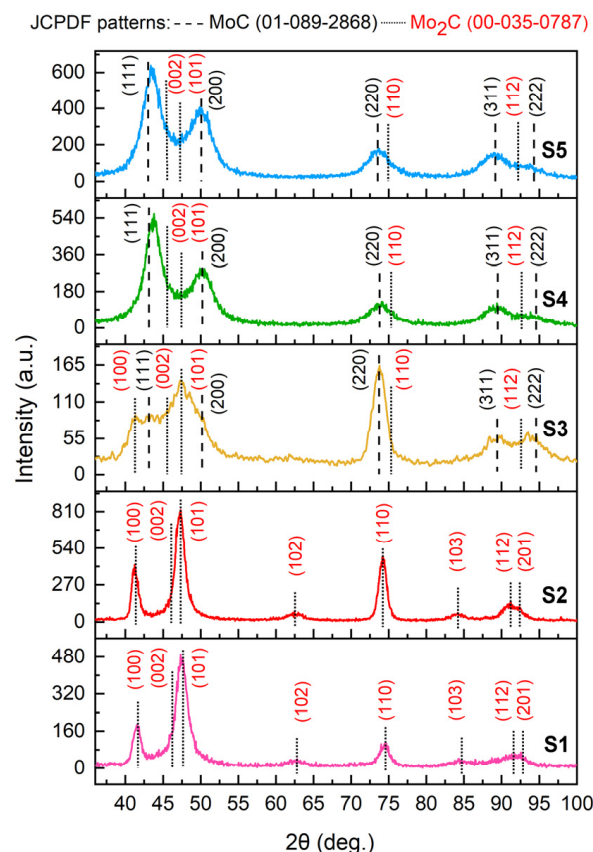 JCPDF patterns: --- MoC (01-089-2868) ········ Mo₂C (00-035-0787)
(111) (002) (101) (200) (220) (110) (311) (112) (222)
600
400
200
0
S5
(111) (002) (101) (200) (220) (110) (311) (112) (222)
540
360
180
0
S4
(100) (111) (002) (101) (200) (220) (110) (311) (112) (222)
165
110
55
0
S3
(100) (002) (101) (102) (110) (103) (112) (201)
810
540
270
0
S2
(100) (002) (101) (102) (110) (103) (112) (201)
480
320
160
0
S1
Intensity (a.u.)
40 45 50 55 60 65 70 75 80 85 90 95 100
2θ (deg.)